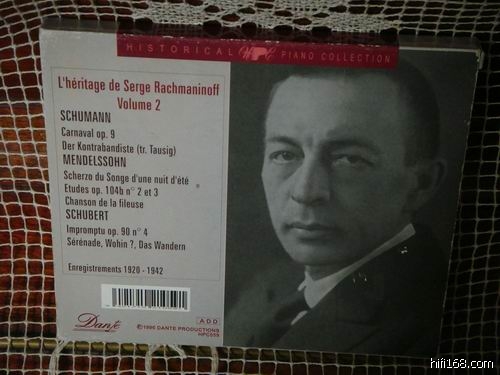 HISTORICAL HPC PIANO COLLECTION
L'héritage de Serge Rachmaninoff
Volume 2
SCHUMANN
Carnaval op. 9
Der Kontrabandiste (tr. Tausig)
MENDELSSOHN
Scherzo du Songe d'une nuit d'été
Etudes op. 104b n° 2 et 3
Chanson de la fileuse
SCHUBERT
Impromptu op. 90 n° 4
Sérénade, Wohin ?, Das Wandern
Enregistrements 1920 - 1942
Dante
ADD
©1996 DANTE PRODUCTIONS
HPC059
hifi168.com